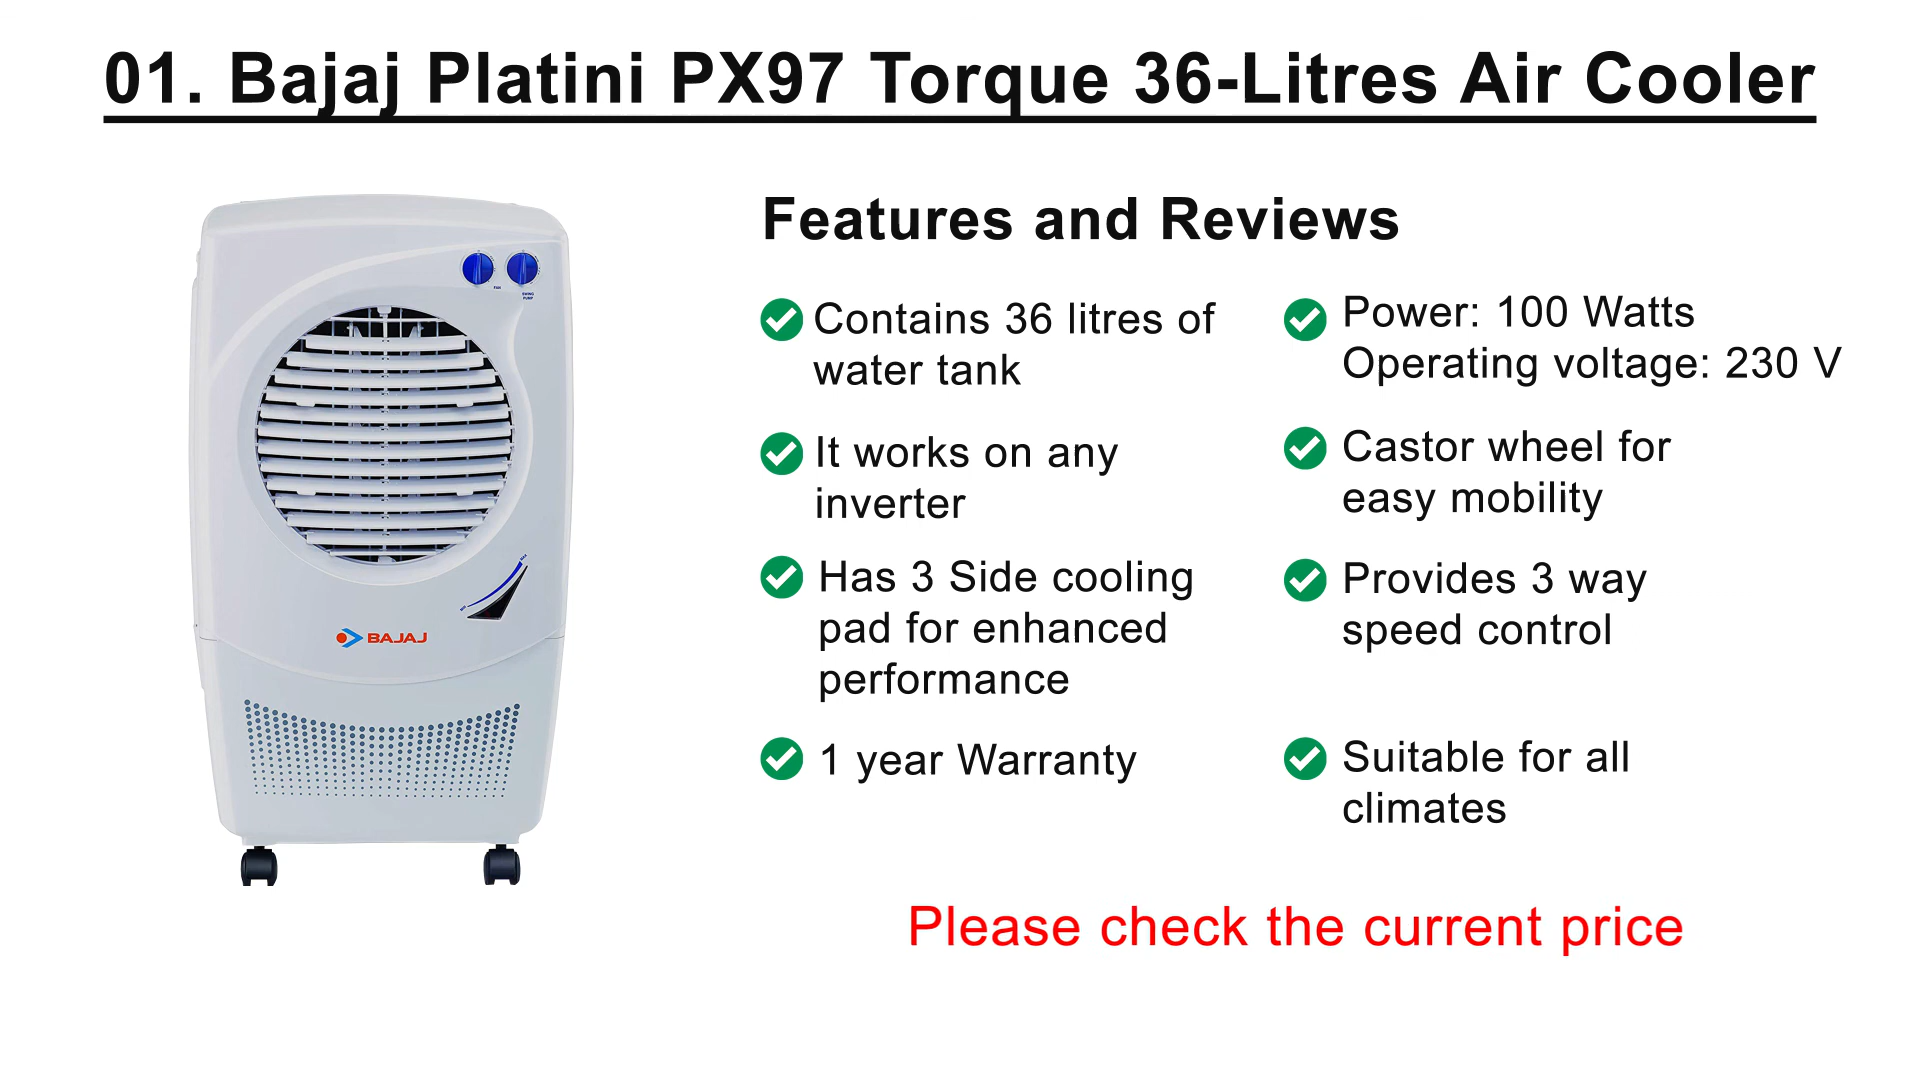 01. Bajaj Platini PX97 Torque 36-Litres Air Cooler
Features and Reviews
Contains 36 litres of
water tank
It works on any
inverter
Has 3 Side cooling
pad for enhanced
performance
1 year Warranty
Power: 100 Watts
Operating voltage: 230 V
Castor wheel for
easy mobility
Provides 3 way
speed control
Suitable for all
climates
Please check the current price
FAN
SWING
PUMP
BAJAJ